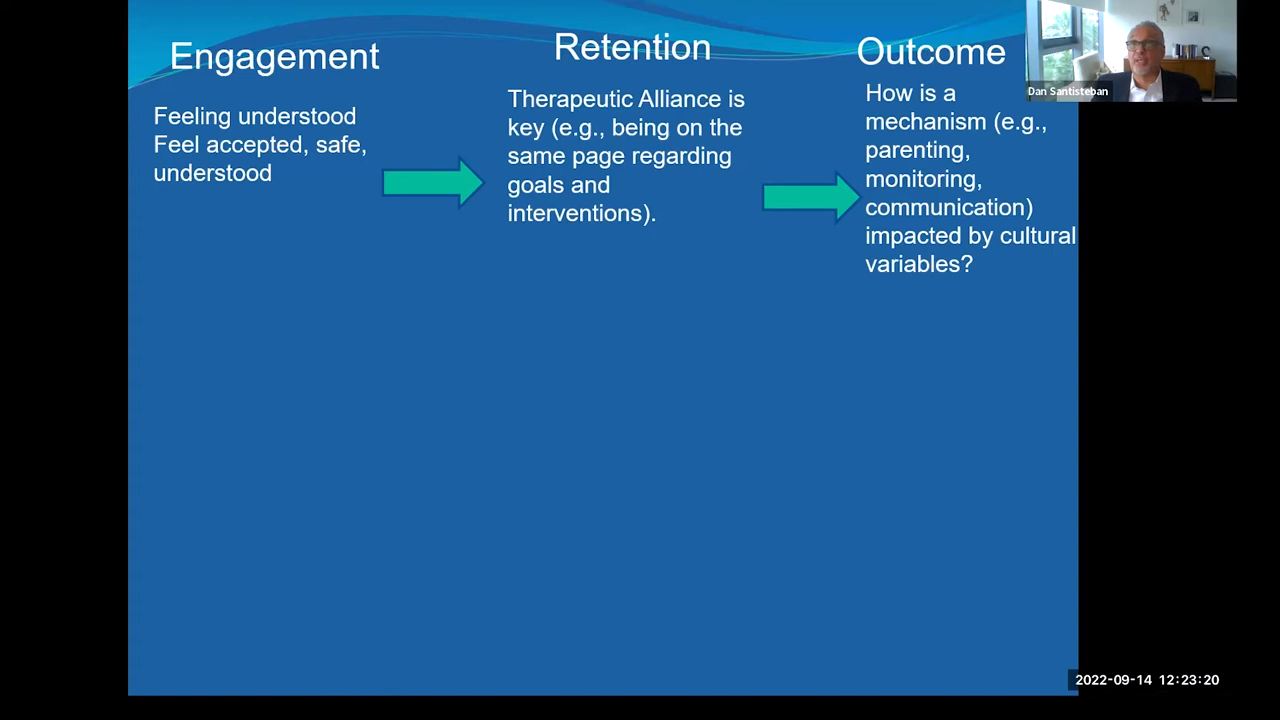 Engagement
Feeling understood
Feel accepted, safe,
understood
Retention
Therapeutic Alliance is
key (e.g., being on the
same page regarding
goals and
interventions).
Outcome
How is a
mechanism (e.g.,
parenting,
monitoring,
communication)
impacted by cultural
variables?
Dan Santisteban
2022-09-14 12:23:20